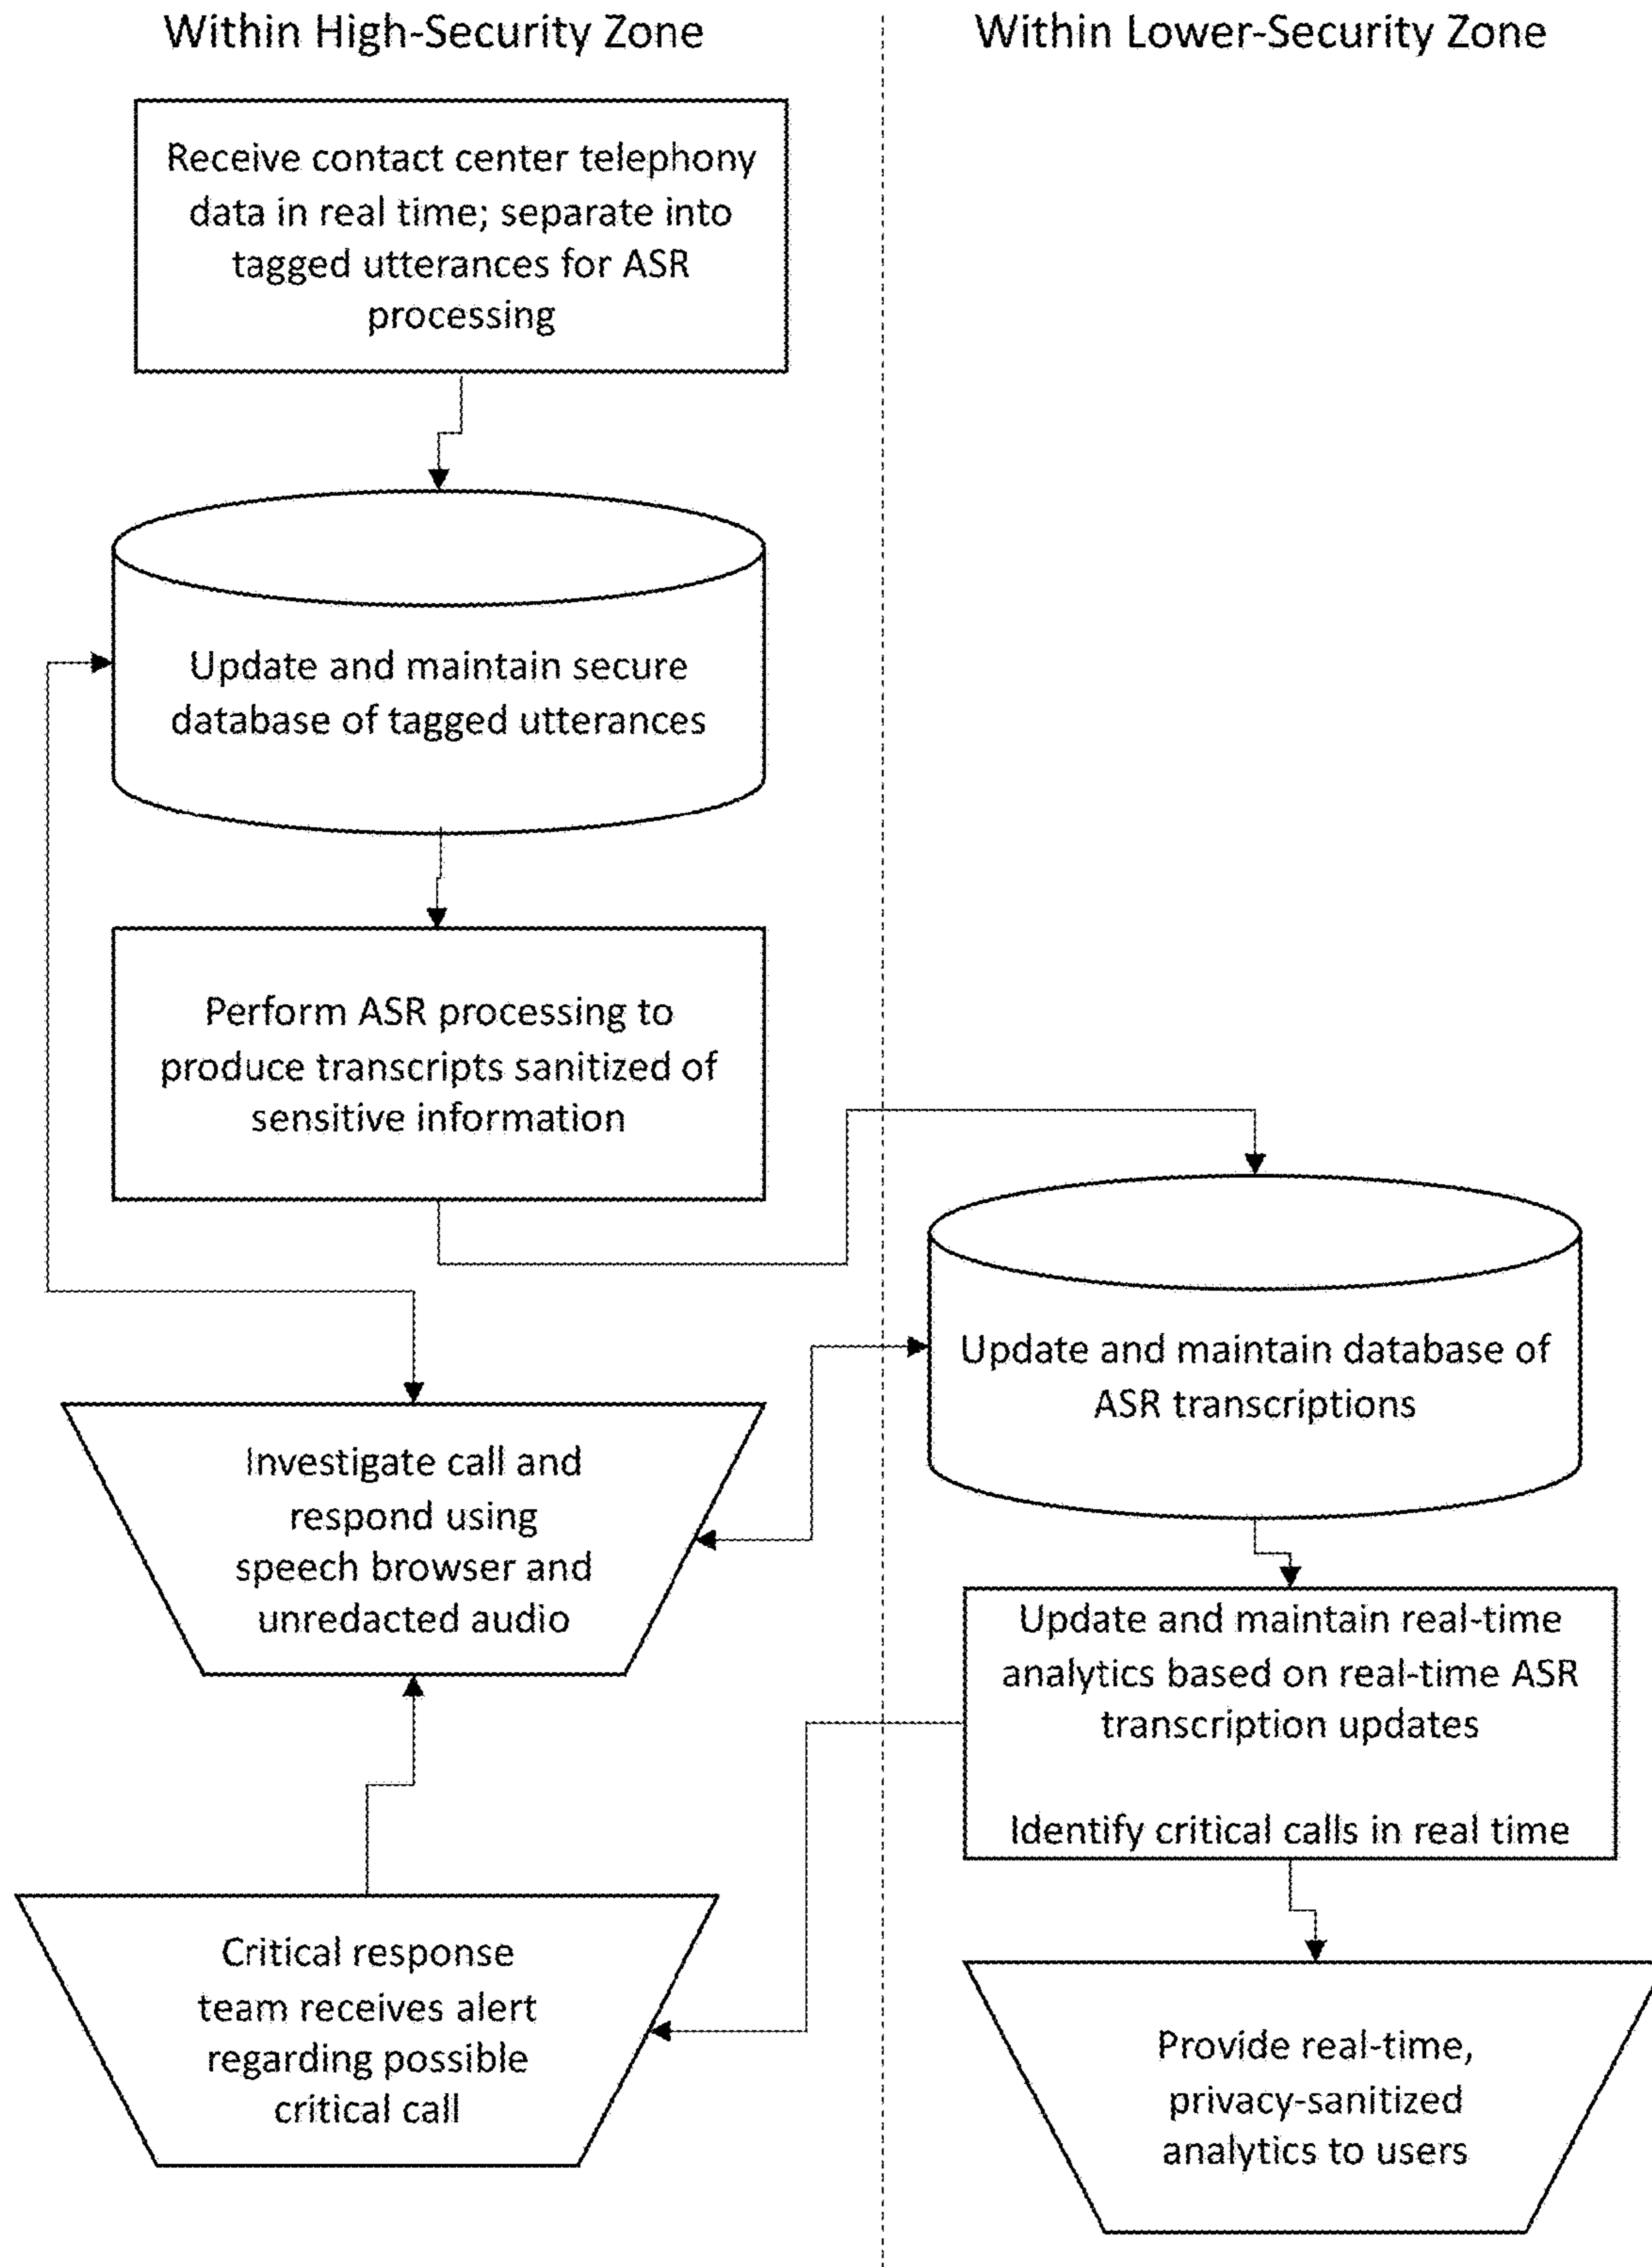 Within High-Security Zone
Within Lower-Security Zone
Receive contact center telephony
data in real time; separate into
tagged utterances for ASR
processing
Update and maintain secure
database of tagged utterances
Perform ASR processing to
produce transcripts sanitized of
sensitive information
Update and maintain database of
ASR transcriptions
Investigate call and
respond using
speech browser and
unredacted audio
Update and maintain real-time
analytics based on real-time ASR
transcription updates
Identify critical calls in real time
Critical response
team receives alert
regarding possible
critical call
Provide real-time,
privacy-sanitized
analytics to users